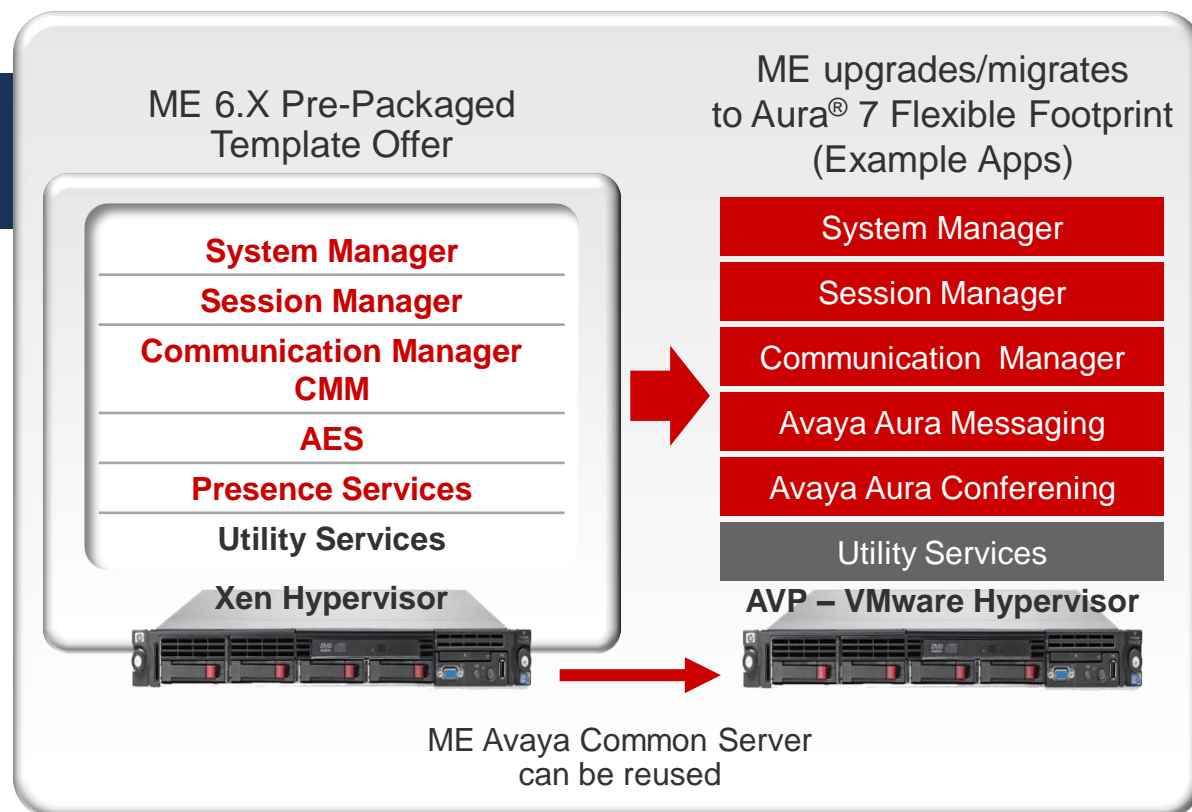 ME 6.X Pre-Packaged
Template Offer
System Manager
Session Manager
Communication Manager
CMM
AES
Presence Services
Utility Services
Xen Hypervisor
ME upgrades/migrates
to Aura® 7 Flexible Footprint
(Example Apps)
System Manager
Session Manager
Communication Manager
Avaya Aura Messaging
Avaya Aura Conferening
Utility Services
AVP – VMware Hypervisor
ME Avaya Common Server
can be reused